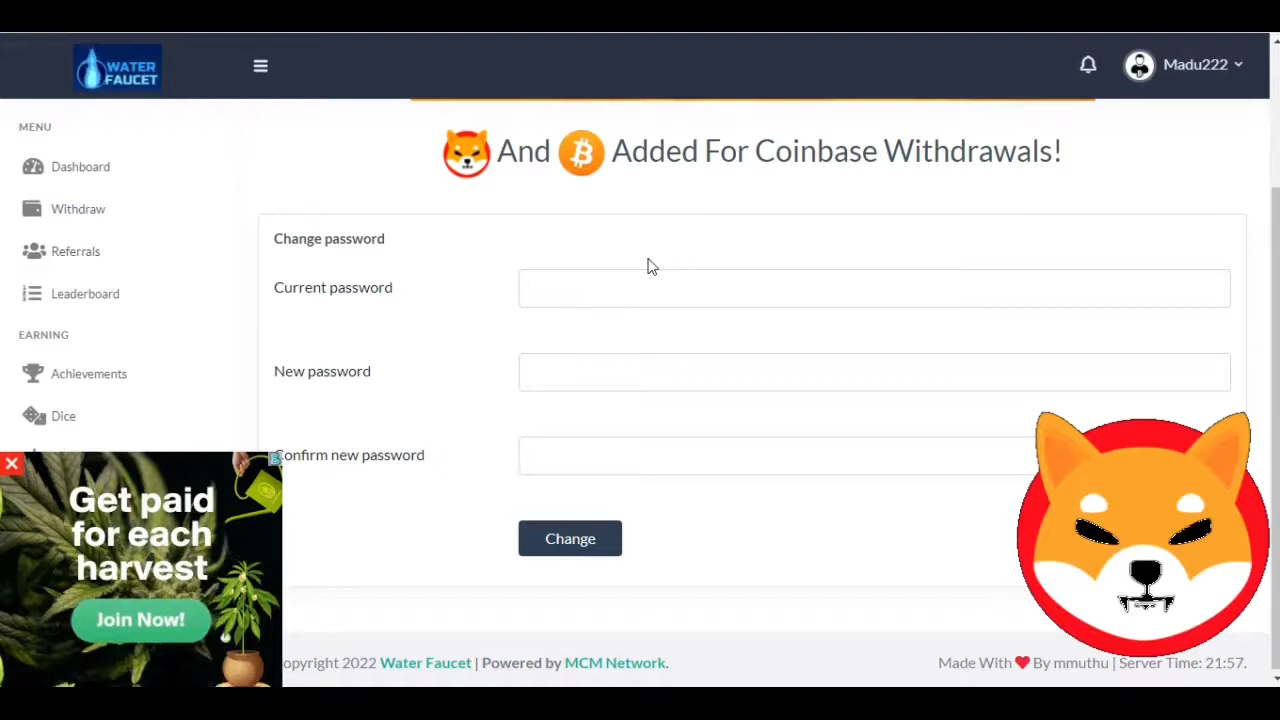 WATER
FAUCET
Madu222
MENU
Dashboard
Withdraw
Referrals
Leaderboard
EARNING
Achievements
Dice
And Added For Coinbase Withdrawals!
Change password
Current password
New password
Confirm new password
Change
Get paid
for each
harvest
Join Now!
opyright 2022 Water Faucet | Powered by MCM Network.
Made With ❤ By mmuthu | Server Time: 21:57.